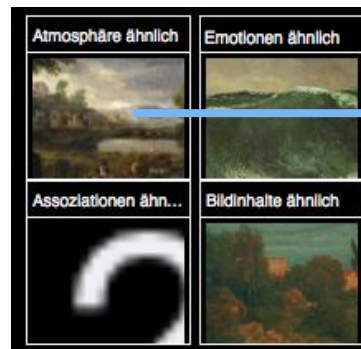 Atmosphäre ähnlich
Emotionen ähnlich
Assoziationen ähn...
Bildinhalte ähnlich